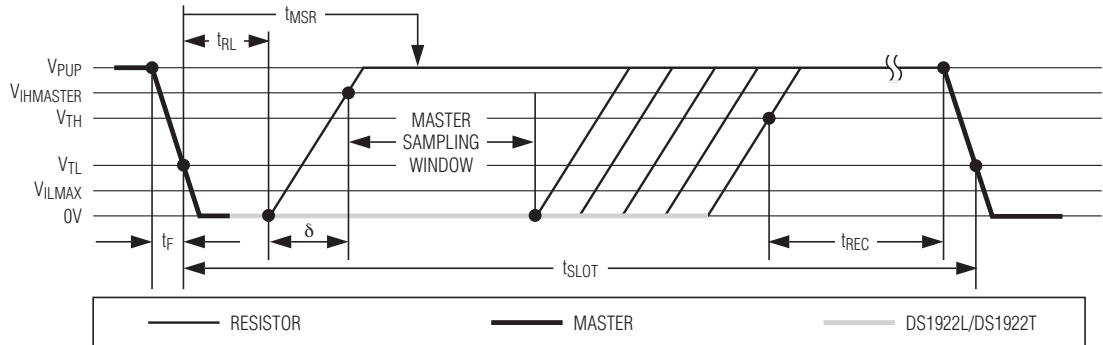 tMSR
tRL
VPUP
VIHMASTER
VTH
MASTER
SAMPLING
WINDOW
VTL
VILMAX
0V
tF
δ
tREC
tSLOT
RESISTOR
MASTER
DS1922L/DS1922T